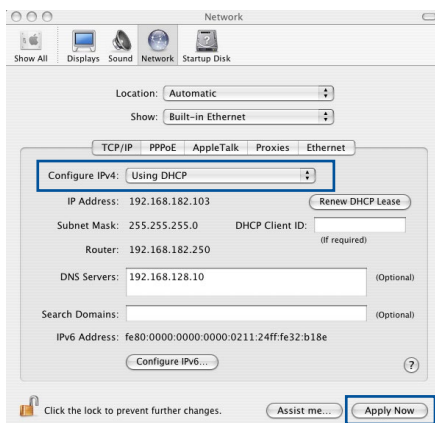 Network
Show All Displays Sound Network Startup Disk
Location: Automatic
Show: Built-in Ethernet
TCP/IP PPPoE AppleTalk Proxies Ethernet
Configure IPv4: Using DHCP
IP Address: 192.168.182.103 Renew DHCP Lease
Subnet Mask: 255.255.255.0 DHCP Client ID:
(If required)
Router: 192.168.182.250
DNS Servers: 192.168.128.10 (Optional)
Search Domains: (Optional)
IPv6 Address: fe80:0000:0000:0000:0211:24ff:fe32:b18e
Configure IPv6... ?
Click the lock to prevent further changes. Assist me... Apply Now